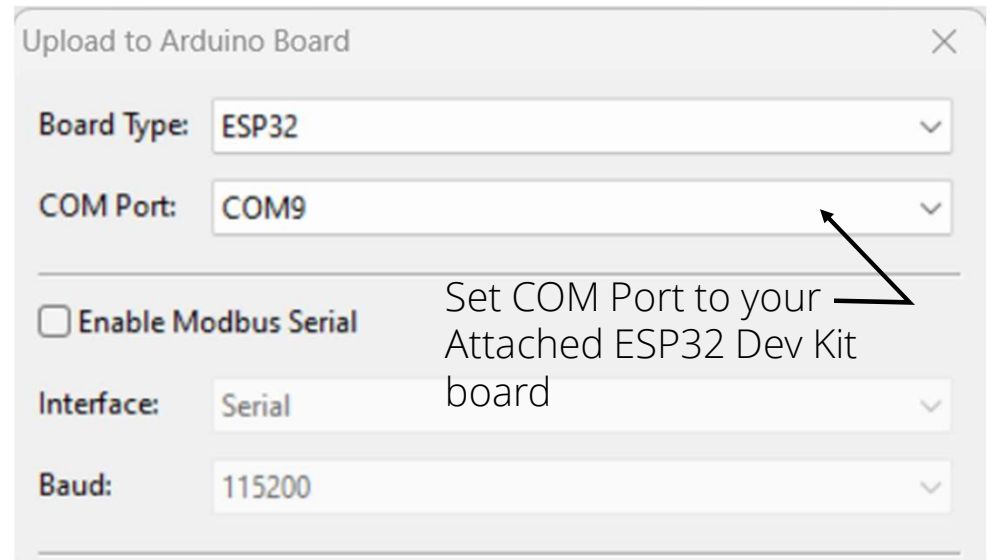 Upload to Arduino Board
Board Type: ESP32
COM Port: COM9
Enable Modbus Serial
Set COM Port to your
Attached ESP32 Dev Kit
board
Interface: Serial
Baud: 115200